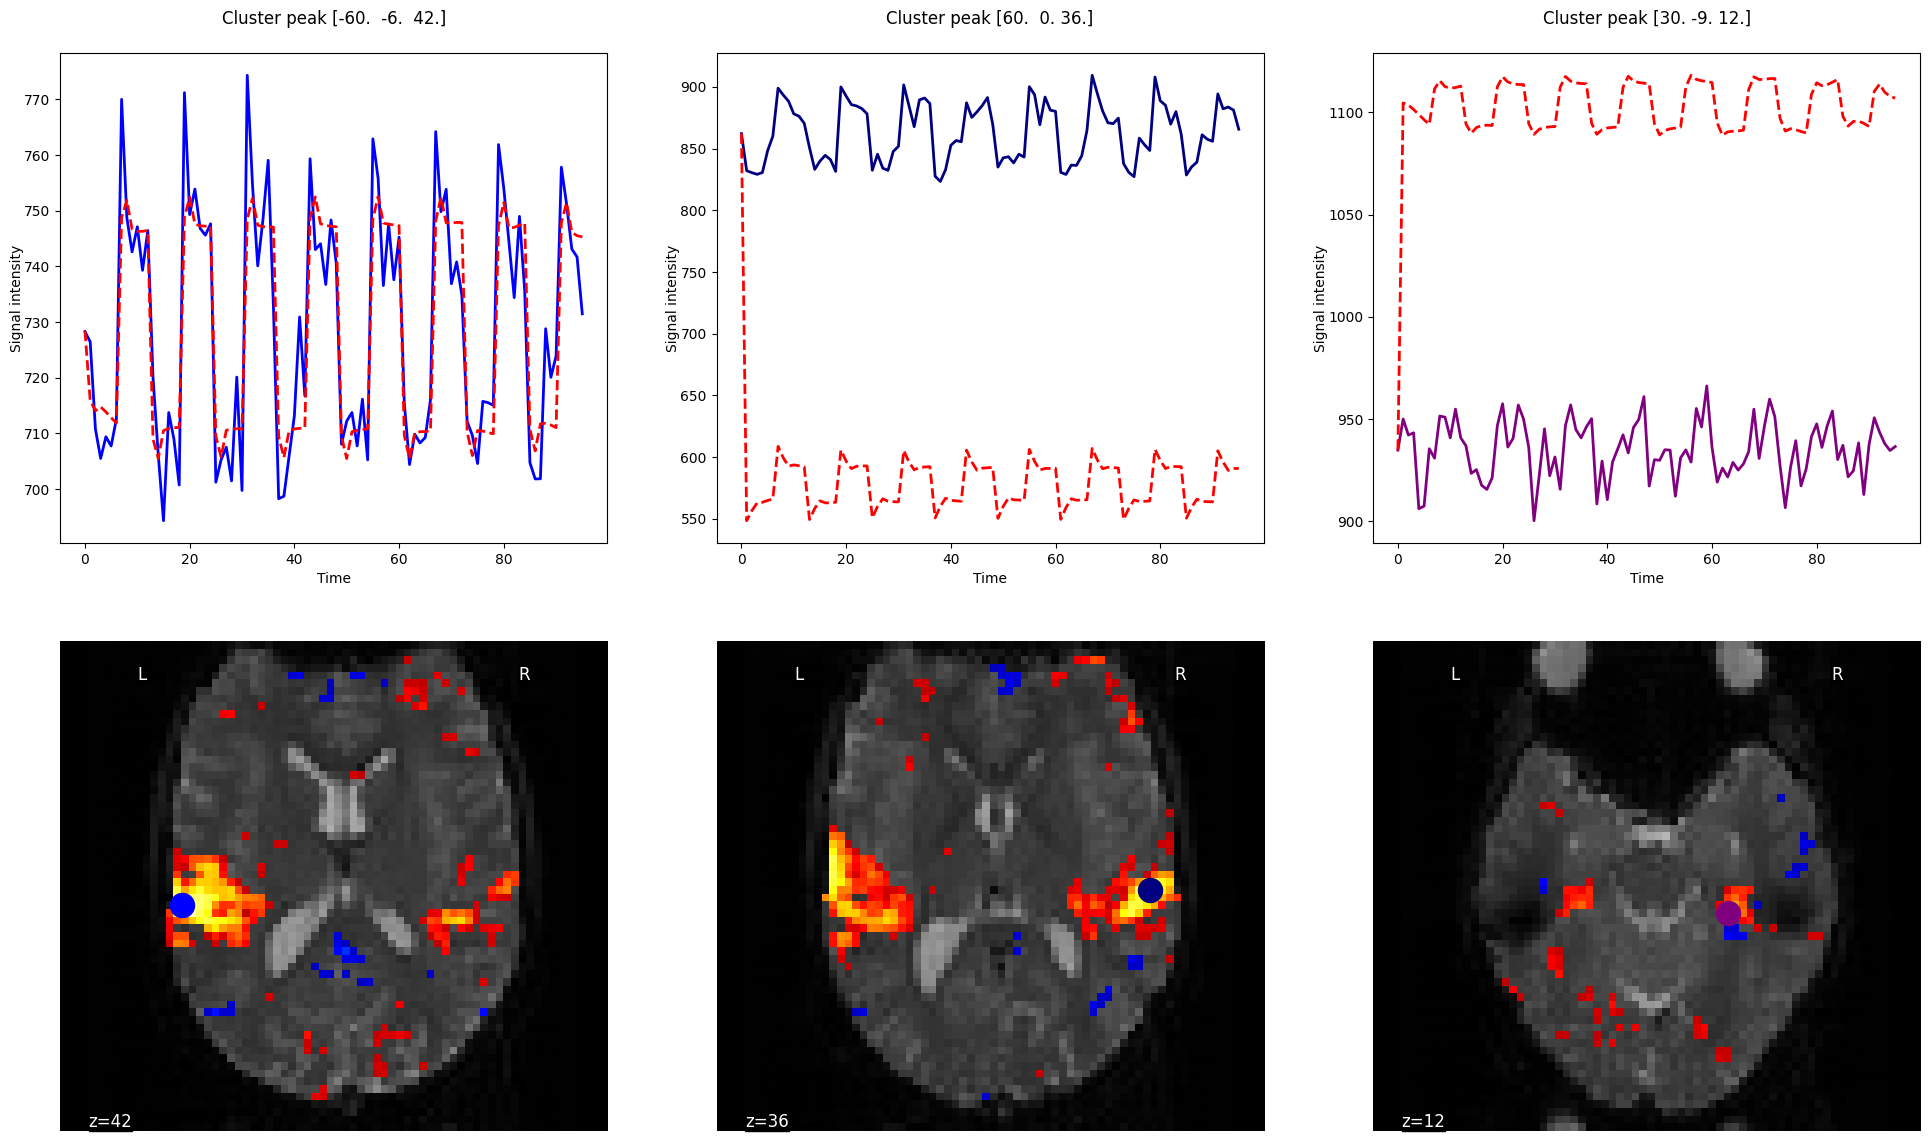 Cluster peak [-60.  -6.  42.]
Signal intensity
770
760
750
740
730
720
710
700
0 20 40 60 80
Time
Cluster peak [60.  0. 36.]
Signal intensity
900
850
800
750
700
650
600
550
0 20 40 60 80
Time
Cluster peak [30. -9. 12.]
Signal intensity
1100
1050
1000
950
900
0 20 40 60 80
Time
L R
z=42
L R
z=36
L R
z=12